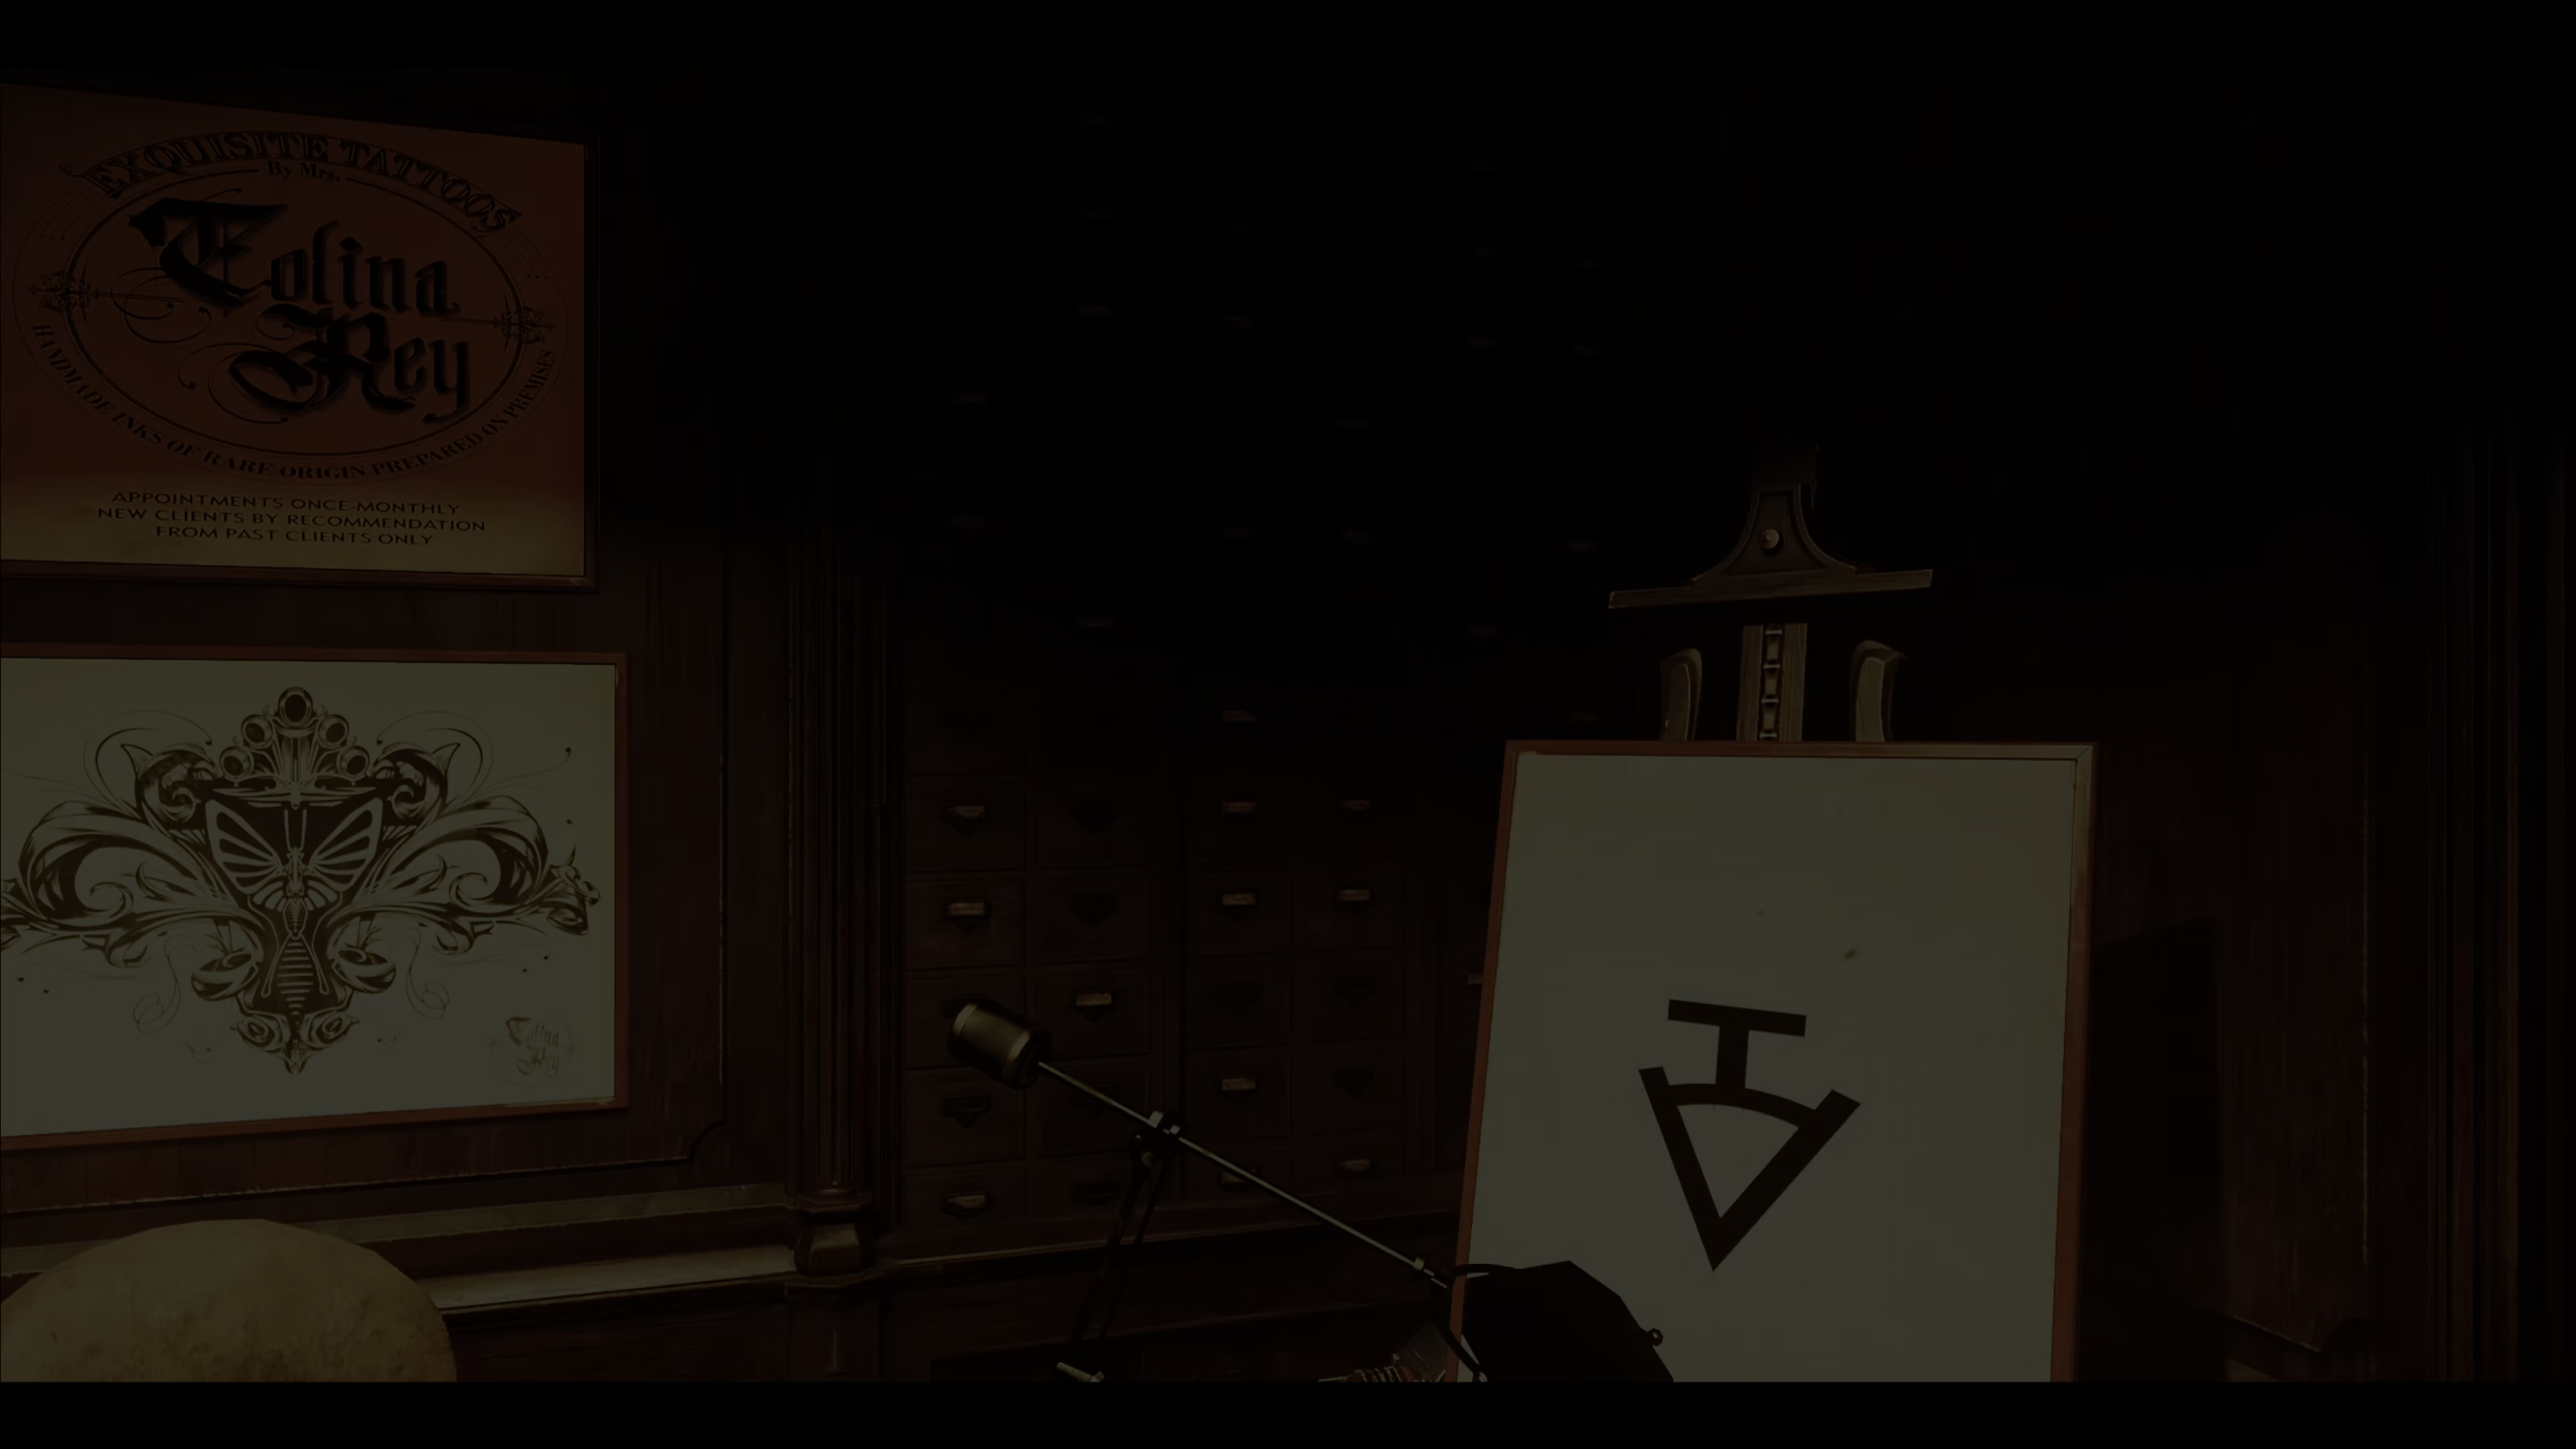 EXQUISITE TATTOOS
By Mrs.
Tolina
Rey
HANDMADE INKS OF RARE ORIGIN PREPARED ON PREMISES
APPOINTMENTS ONCE-MONTHLY
NEW CLIENTS BY RECOMMENDATION
FROM PAST CLIENTS ONLY
Tolina
Rey